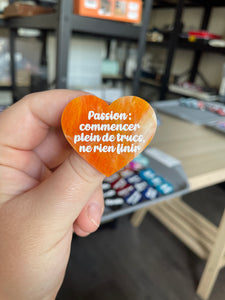 Passion :
commencer
plein de trucs,
ne rien finir